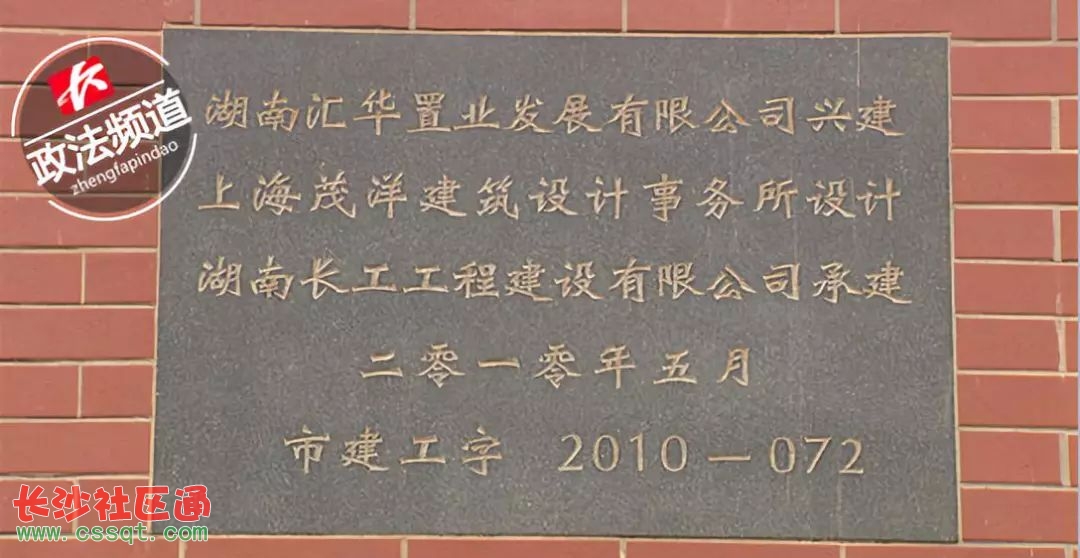 长
政法频道
zhengfapindao
湖南汇华置业发展有限公司兴建
上海茂洋建筑设计事务所设计
湖南长工工程建设有限公司承建
二零一零年五月
市建工字 2010—072
长沙社区通
www.cssqt.com